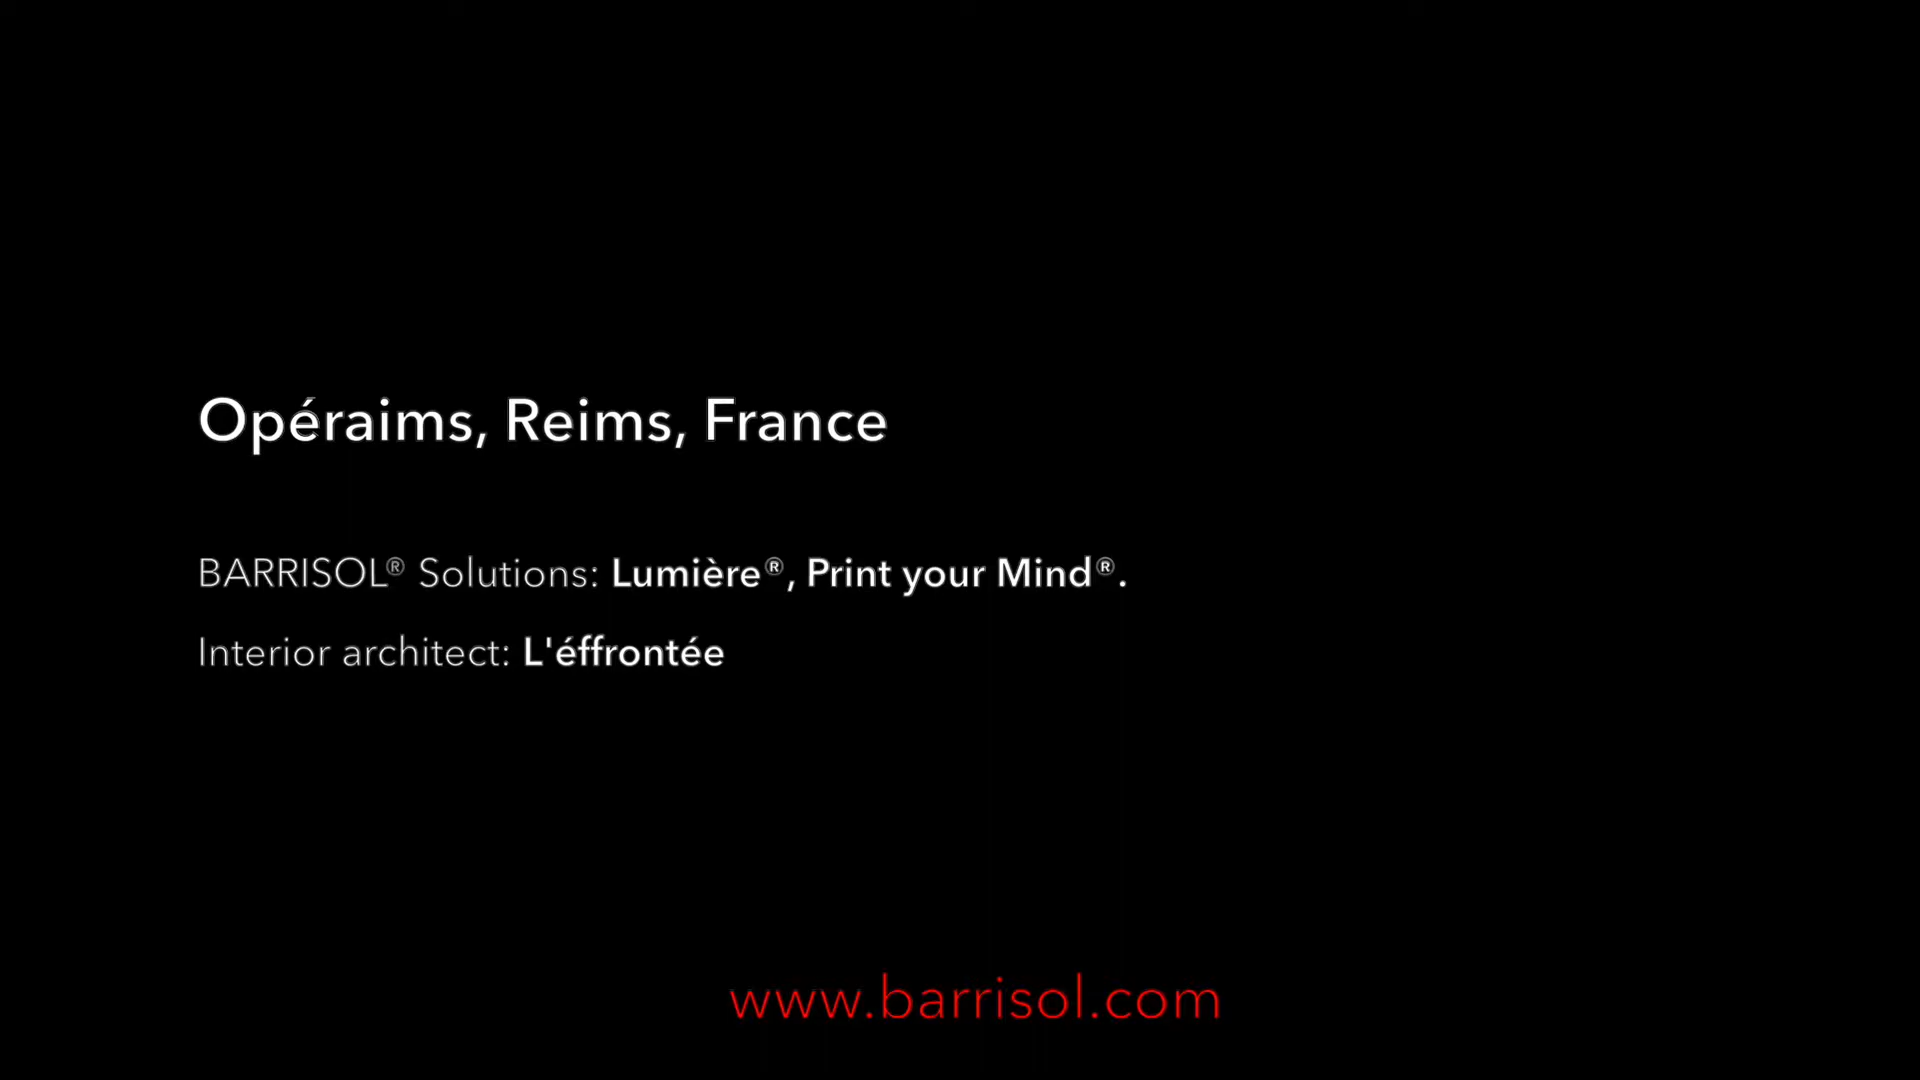 Opéraims, Reims, France
BARRISOL® Solutions: Lumière®, Print your Mind®.
Interior architect: L'éffrontée
www.barrisol.com